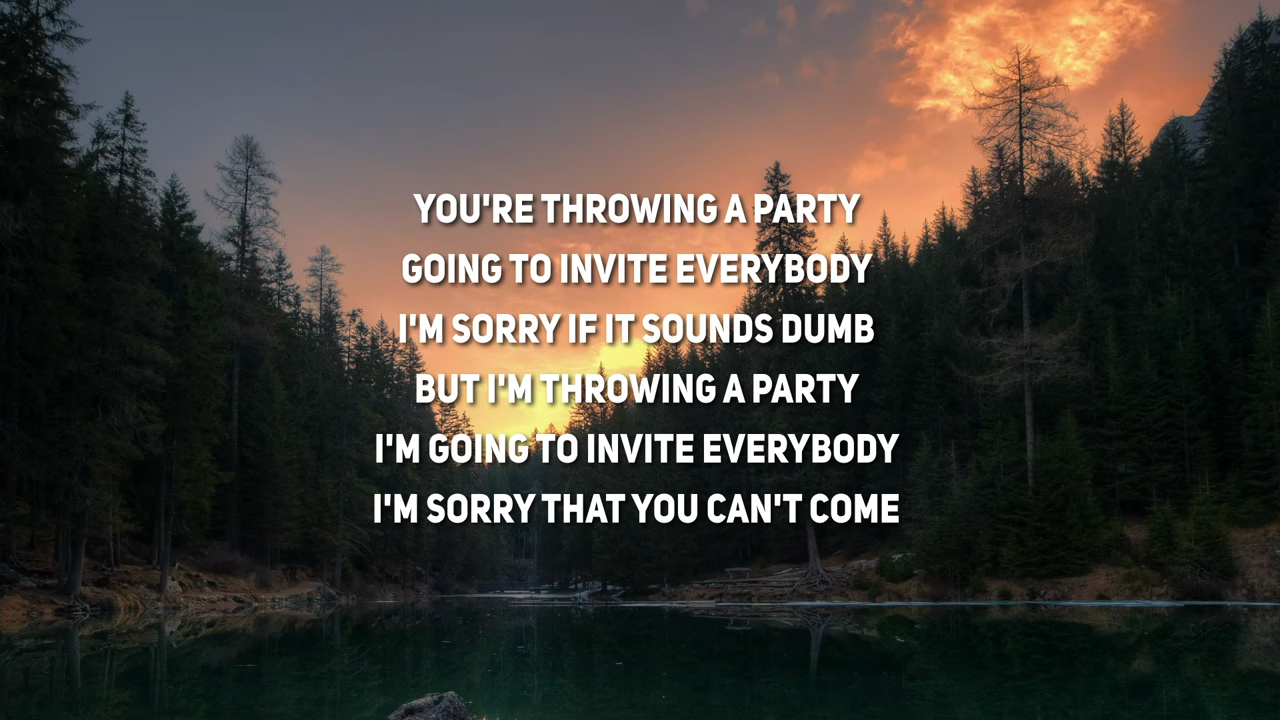 YOU'RE THROWING A PARTY
GOING TO INVITE EVERYBODY
I'M SORRY IF IT SOUNDS DUMB
BUT I'M THROWING A PARTY
I'M GOING TO INVITE EVERYBODY
I'M SORRY THAT YOU CAN'T COME